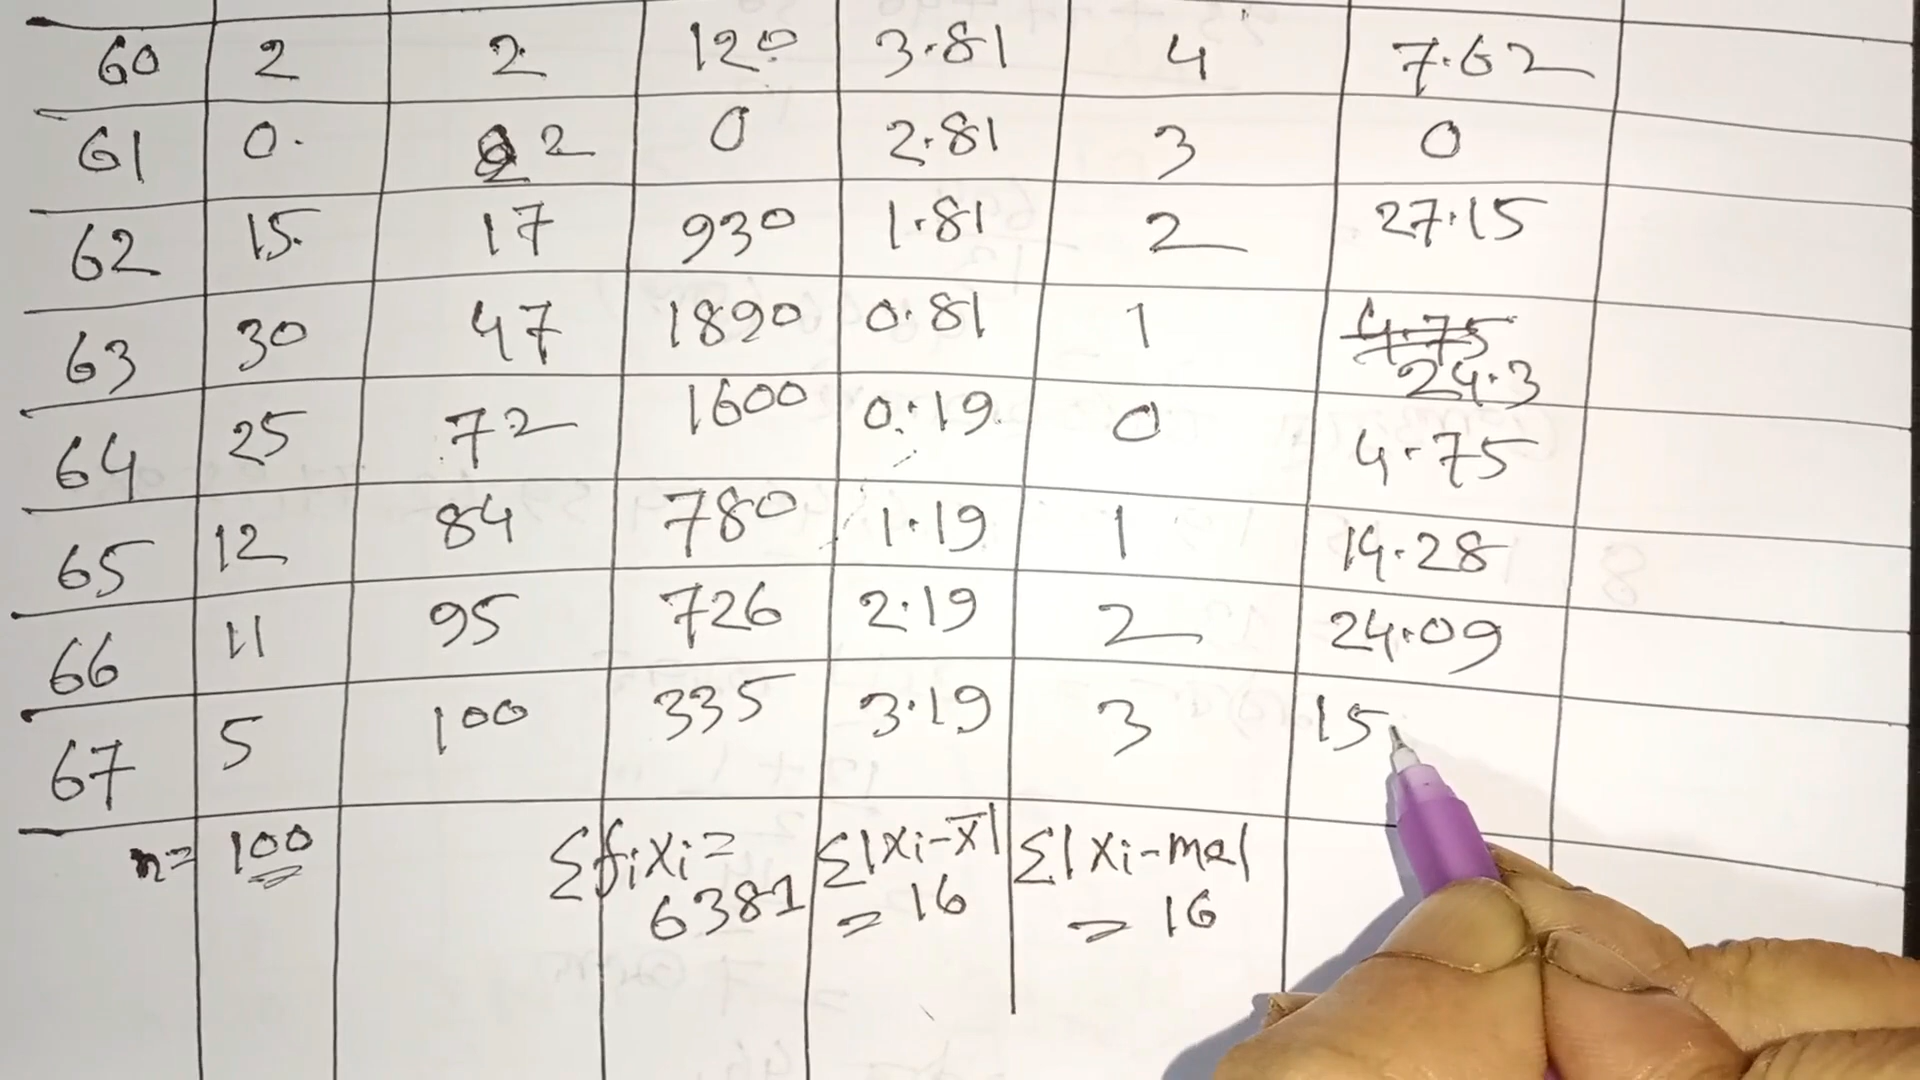 60 2 2 120 3.81 4 7.62
61 0. 2 0 2.81 3 0
62 15. 17 930 1.81 2 27.15
63 30 47 1890 0.81 1 4.75
24.3
64 25 72 1600 0.19 0 4.75
65 12 84 780 1.19 1 14.28
66 11 95 726 2.19 2 24.09
67 5 100 335 3.19 3 15
n= 100 Σfixi= Σ|Xi-X̄| Σ|Xi-me|
6381 = 16 = 16